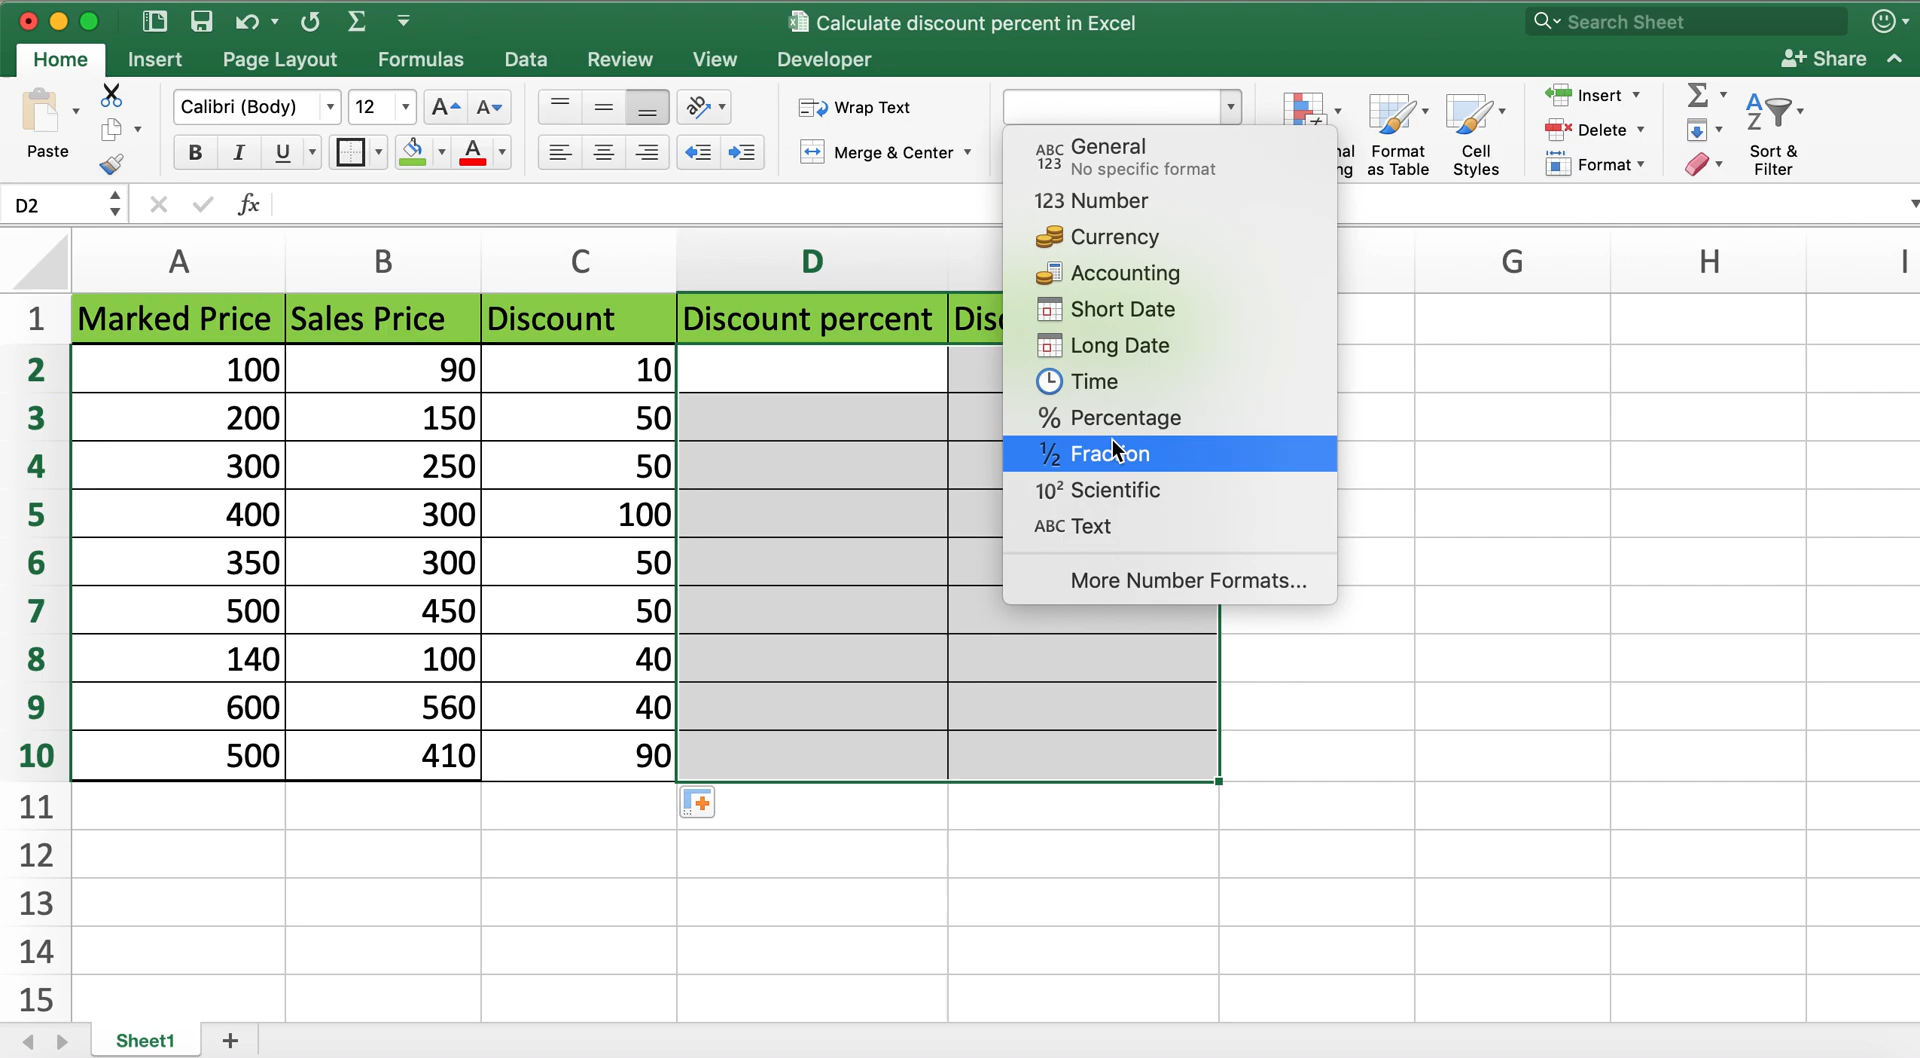 Calculate discount percent in Excel
Search Sheet
Home Insert Page Layout Formulas Data Review View Developer
Share
Paste
Calibri (Body) 12
B I U
Wrap Text
Merge & Center
Format as Table
Cell Styles
Insert
Delete
Format
Sort & Filter
D2 fx
General
No specific format
123 Number
Currency
Accounting
Short Date
Long Date
Time
% Percentage
½ Fraction
10² Scientific
ABC Text
More Number Formats...
A B C D G H I
1 Marked Price Sales Price Discount Discount percent
2 100 90 10
3 200 150 50
4 300 250 50
5 400 300 100
6 350 300 50
7 500 450 50
8 140 100 40
9 600 560 40
10 500 410 90
11
12
13
14
15
Sheet1